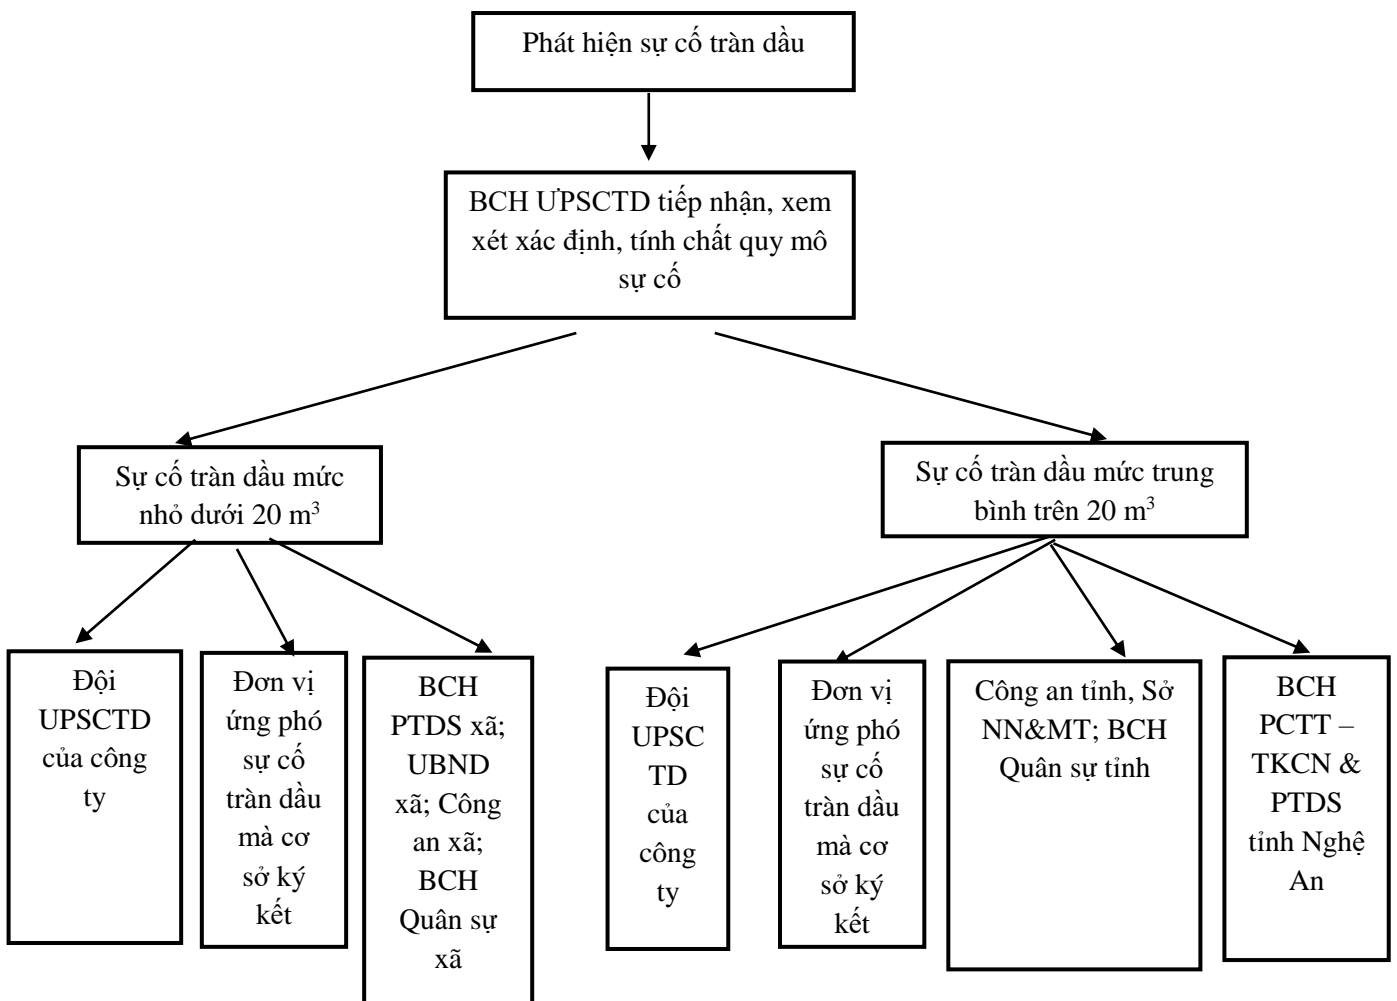 Phát hiện sự cố tràn dầu
BCH ƯPSCTD tiếp nhận, xem
xét xác định, tính chất quy mô
sự cố
Sự cố tràn dầu mức
nhỏ dưới 20 m³
Sự cố tràn dầu mức trung
bình trên 20 m³
Đội
UPSCTD
của công
ty
Đơn vị
ứng phó
sự cố
tràn dầu
mà cơ
sở ký
kết
BCH
PTDS xã;
UBND
xã; Công
an xã;
BCH
Quân sự
xã
Đội
UPSC
TD
của
công
ty
Đơn vị
ứng phó
sự cố
tràn dầu
mà cơ
sở ký
kết
Công an tỉnh, Sở
NN&MT; BCH
Quân sự tỉnh
BCH
PCTT –
TKCN &
PTDS
tỉnh Nghệ
An